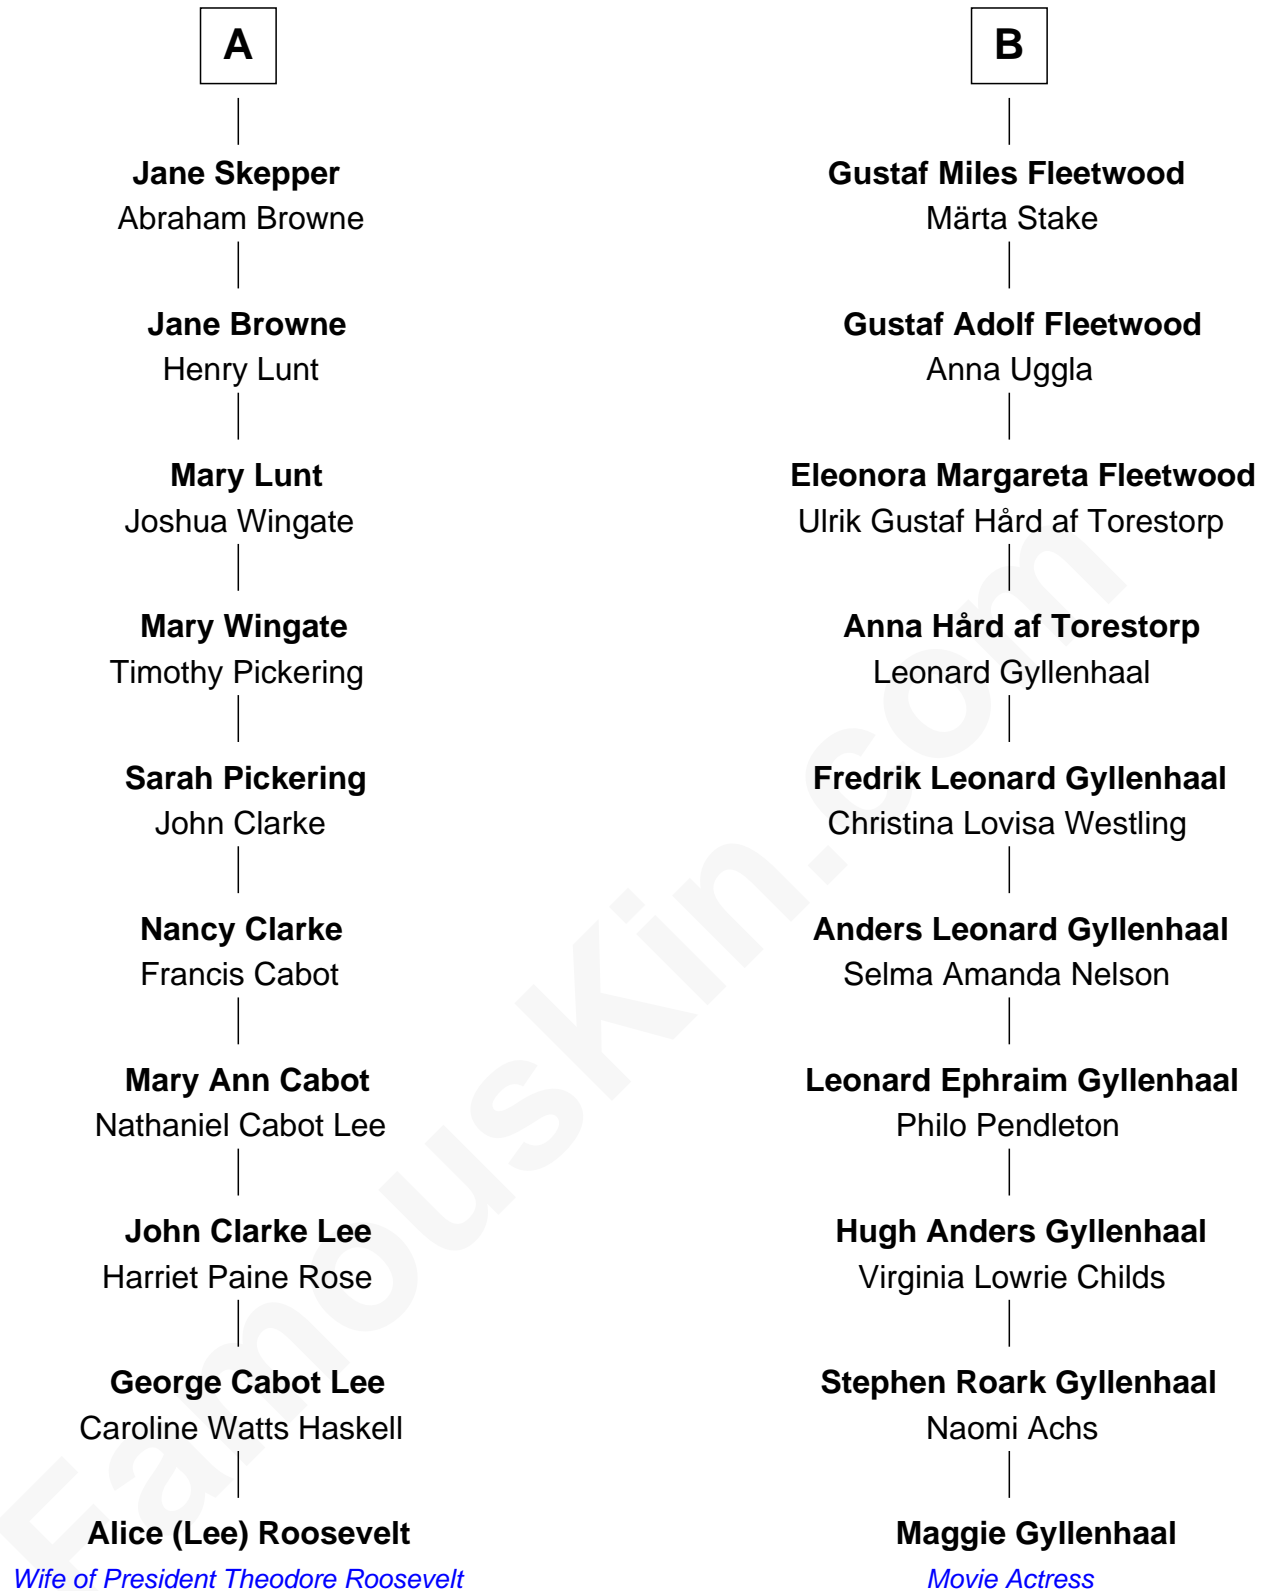 A
Jane Skepper
Abraham Browne
Jane Browne
Henry Lunt
Mary Lunt
Joshua Wingate
Mary Wingate
Timothy Pickering
Sarah Pickering
John Clarke
Nancy Clarke
Francis Cabot
Mary Ann Cabot
Nathaniel Cabot Lee
John Clarke Lee
Harriet Paine Rose
George Cabot Lee
Caroline Watts Haskell
Alice (Lee) Roosevelt
Wife of President Theodore Roosevelt
B
Gustaf Miles Fleetwood
Märta Stake
Gustaf Adolf Fleetwood
Anna Uggla
Eleonora Margareta Fleetwood
Ulrik Gustaf Hård af Torestorp
Anna Hård af Torestorp
Leonard Gyllenhaal
Fredrik Leonard Gyllenhaal
Christina Lovisa Westling
Anders Leonard Gyllenhaal
Selma Amanda Nelson
Leonard Ephraim Gyllenhaal
Philo Pendleton
Hugh Anders Gyllenhaal
Virginia Lowrie Childs
Stephen Roark Gyllenhaal
Naomi Achs
Maggie Gyllenhaal
Movie Actress
FamousKin.com